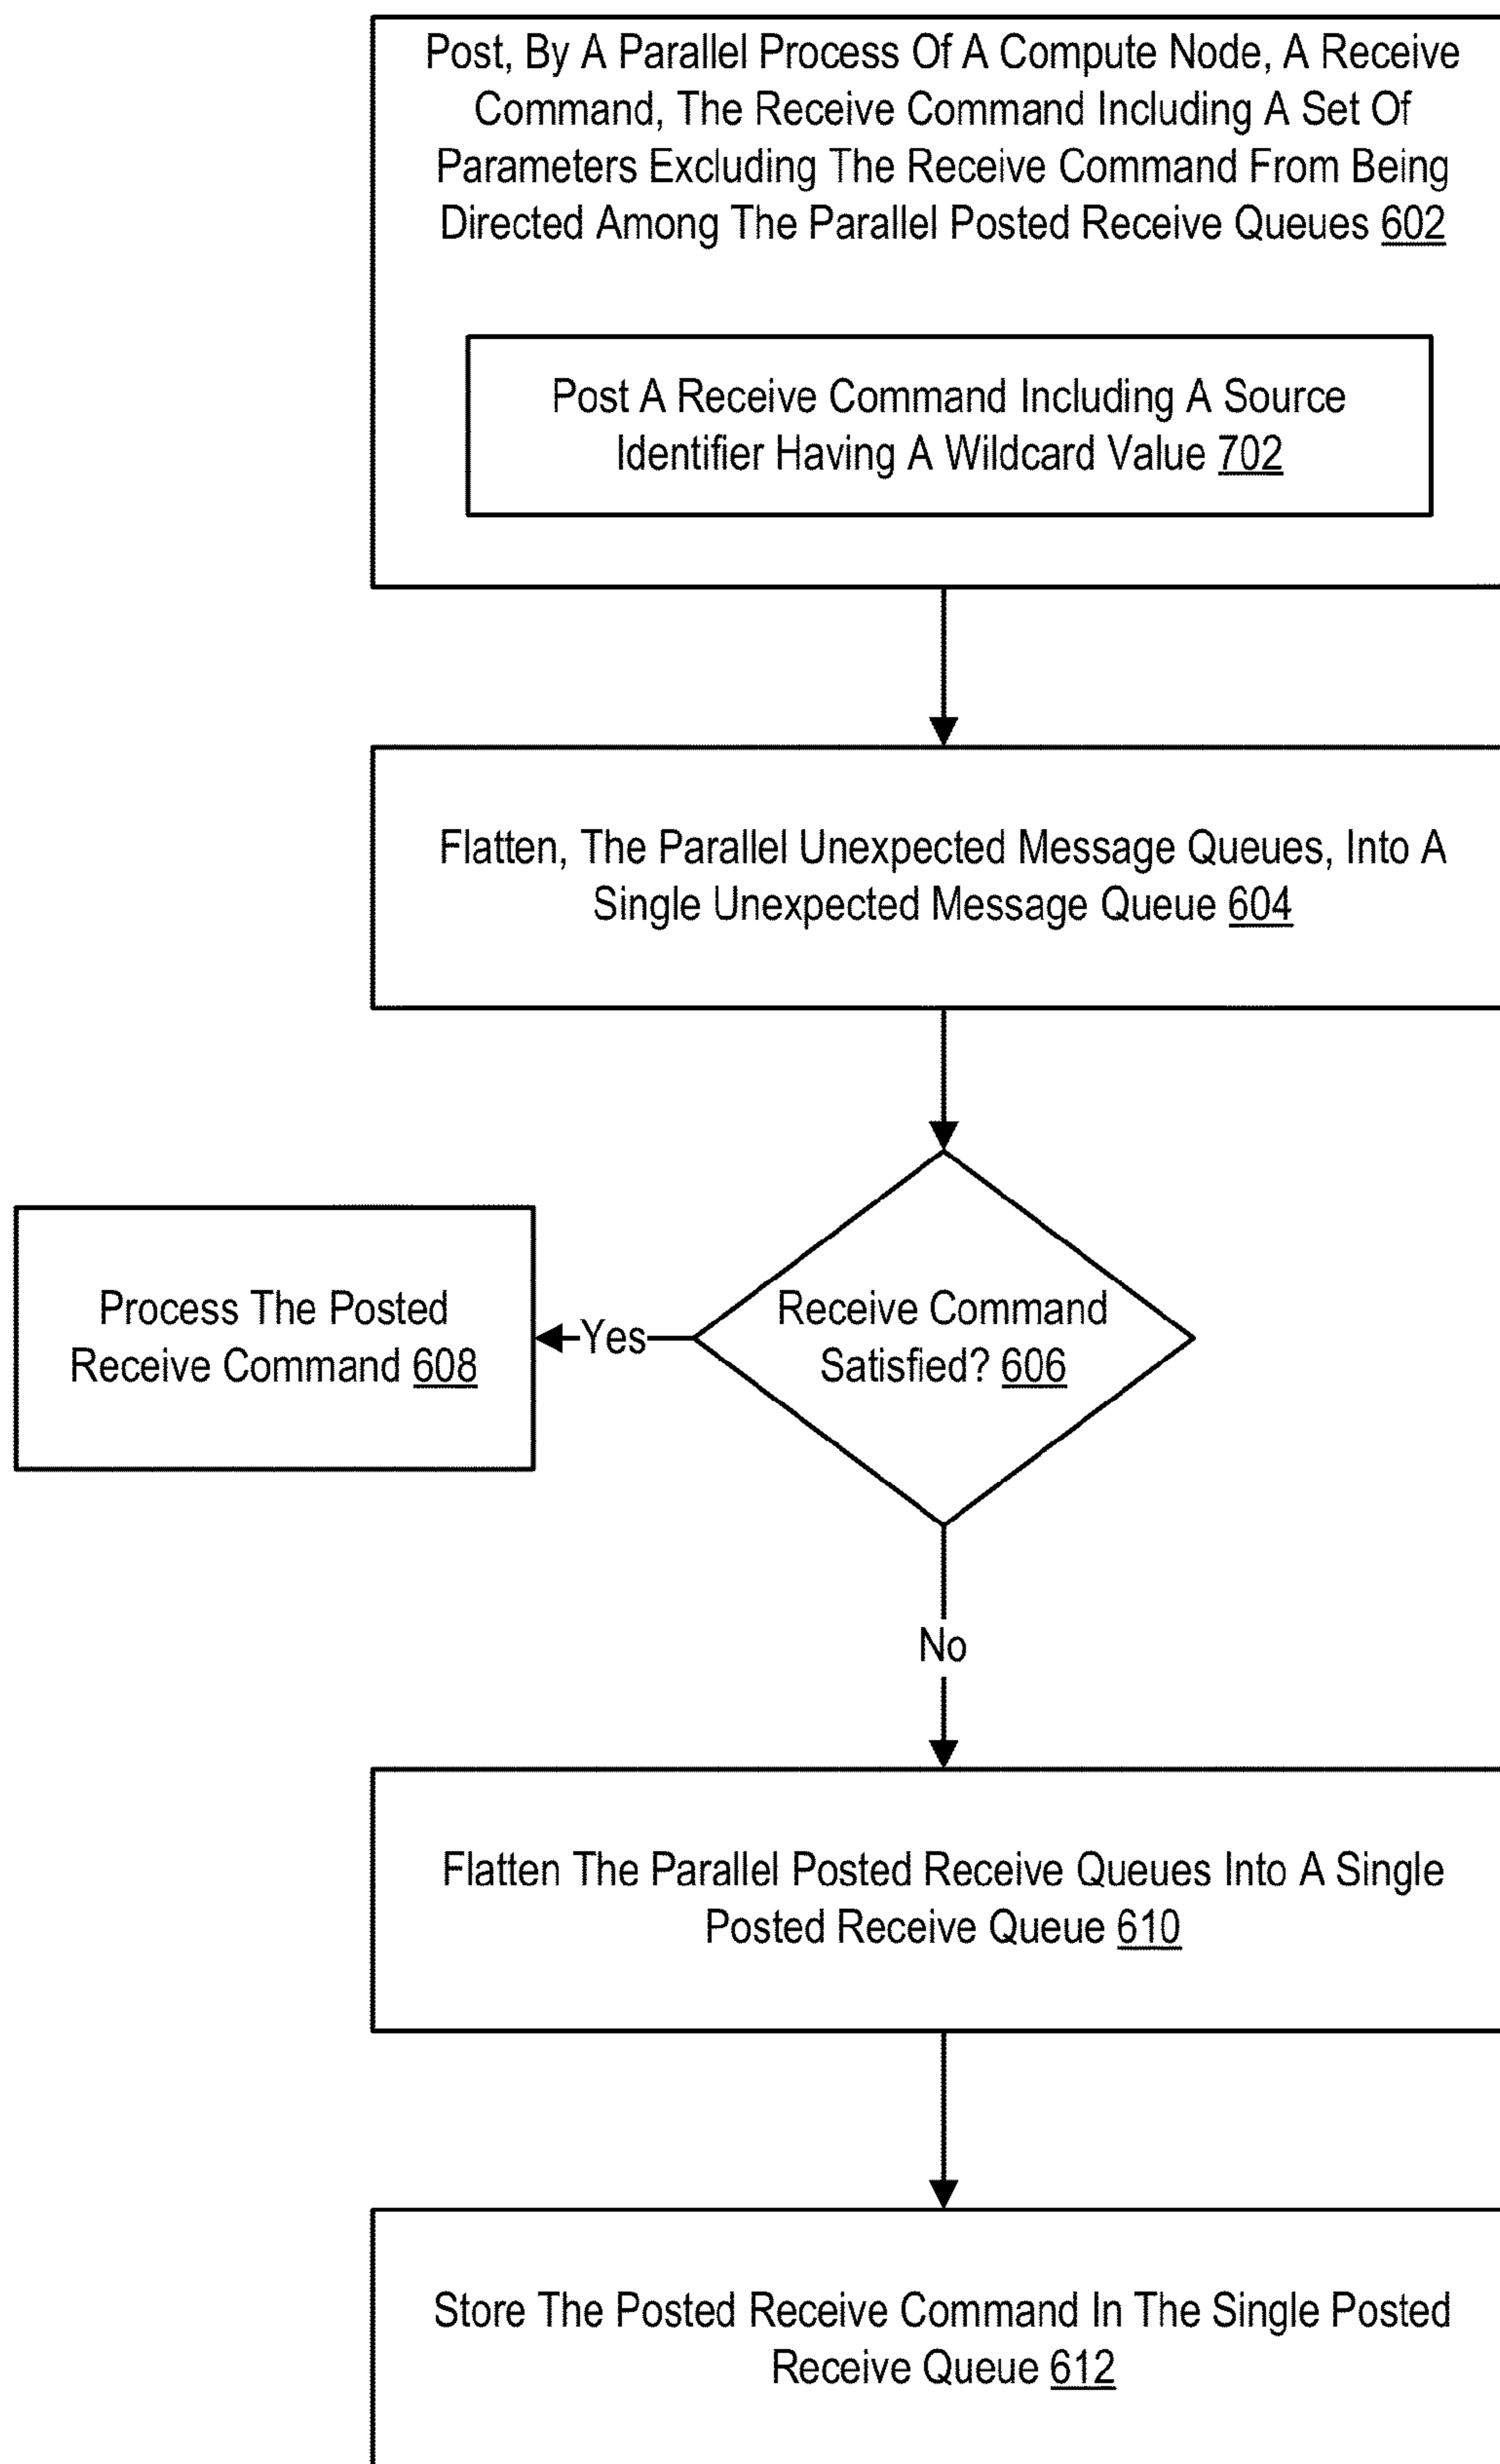 Post, By A Parallel Process Of A Compute Node, A Receive
Command, The Receive Command Including A Set Of
Parameters Excluding The Receive Command From Being
Directed Among The Parallel Posted Receive Queues 602
Post A Receive Command Including A Source
Identifier Having A Wildcard Value 702
Flatten, The Parallel Unexpected Message Queues, Into A
Single Unexpected Message Queue 604
Receive Command
Satisfied? 606
Yes
Process The Posted
Receive Command 608
No
Flatten The Parallel Posted Receive Queues Into A Single
Posted Receive Queue 610
Store The Posted Receive Command In The Single Posted
Receive Queue 612